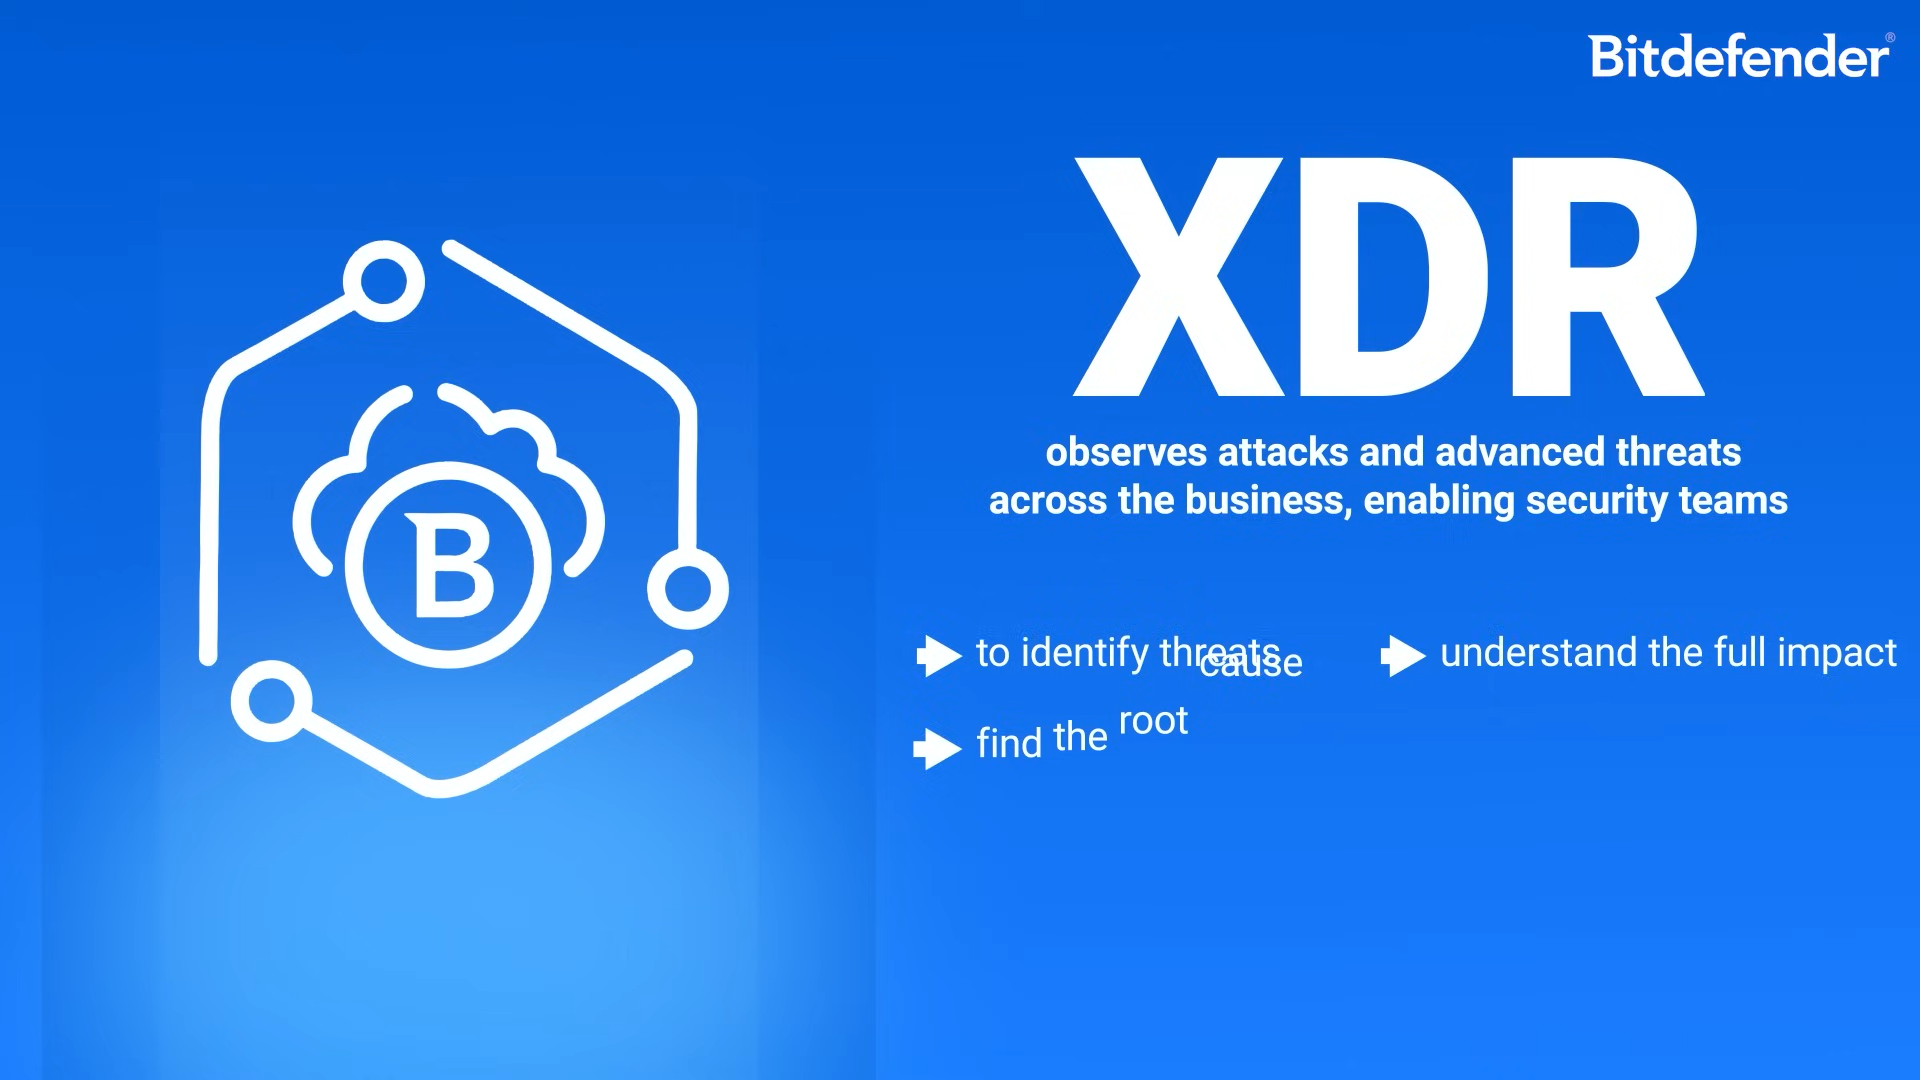 Bitdefender®
XDR
observes attacks and advanced threats
across the business, enabling security teams
to identify threats
understand the full impact
find the root cause
B